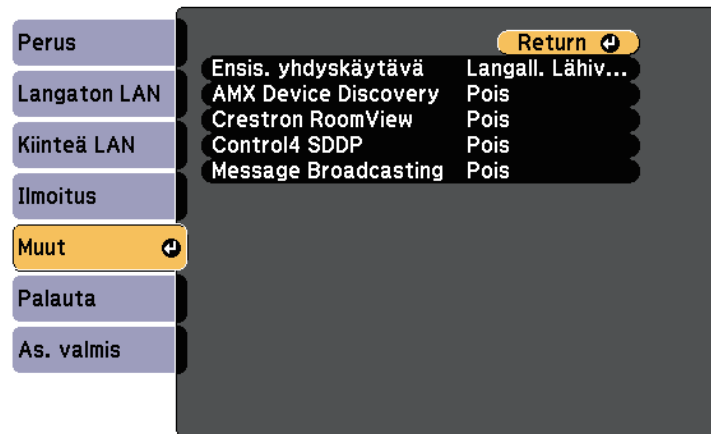 Perus
Langaton LAN
Kiinteä LAN
Ilmoitus
Muut
Palauta
As. valmis
Return
Ensis. yhdyskäytävä Langall. Lähiv...
AMX Device Discovery Pois
Crestron RoomView Pois
Control4 SDDP Pois
Message Broadcasting Pois